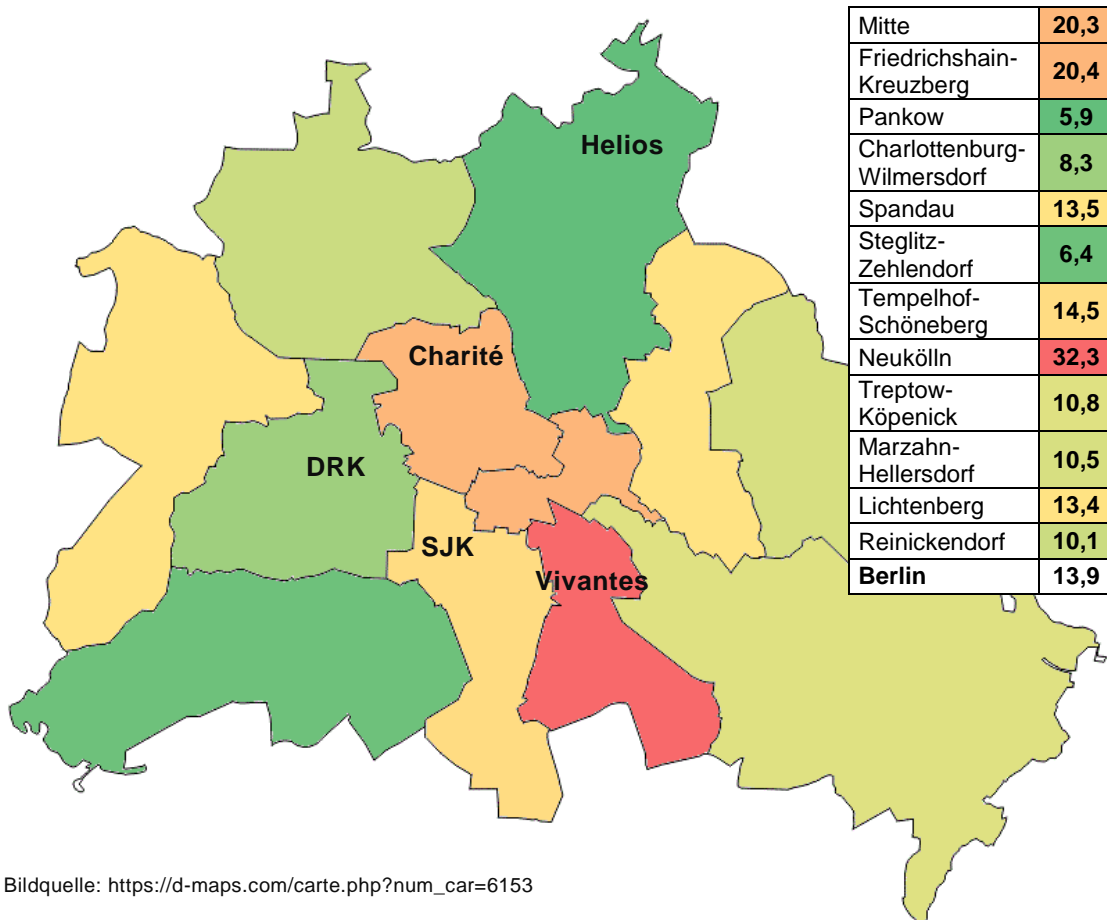 Helios
Charité
DRK
SJK
Vivantes
Mitte 20,3
Friedrichshain-
Kreuzberg 20,4
Pankow 5,9
Charlottenburg-
Wilmersdorf 8,3
Spandau 13,5
Steglitz-
Zehlendorf 6,4
Tempelhof-
Schöneberg 14,5
Neukölln 32,3
Treptow-
Köpenick 10,8
Marzahn-
Hellersdorf 10,5
Lichtenberg 13,4
Reinickendorf 10,1
Berlin 13,9
Bildquelle: https://d-maps.com/carte.php?num_car=6153